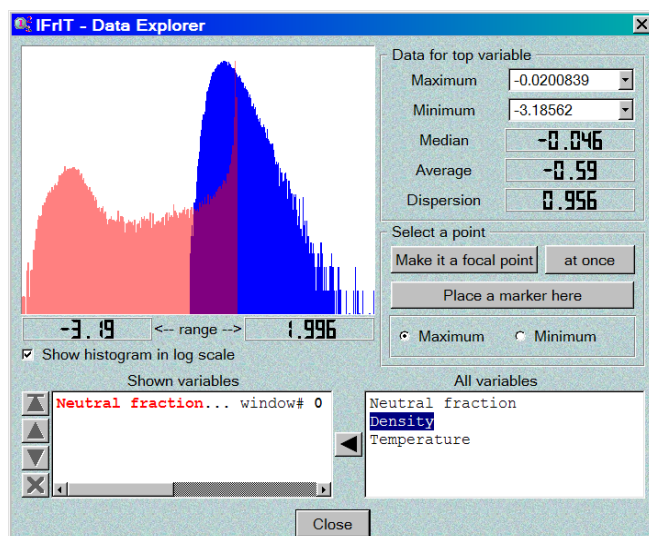 IFrIT - Data Explorer
Data for top variable
Maximum -0.0200839
Minimum -3.18562
Median -0.046
Average -0.59
Dispersion 0.956
Select a point
Make it a focal point at once
Place a marker here
Maximum Minimum
-3.19 <-- range --> 1.996
Show histogram in log scale
Shown variables
Neutral fraction... window# 0
All variables
Neutral fraction
Density
Temperature
Close